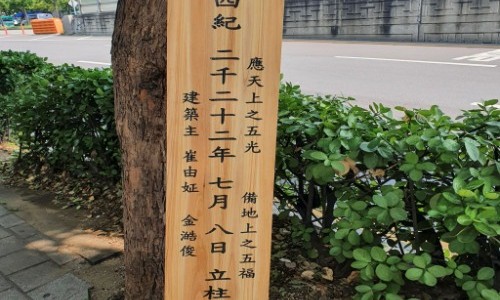 應天上之五光 備地上之五福
西紀 二千二十二年 七月 八日 立柱
建築主 崔由姃 金澔俊